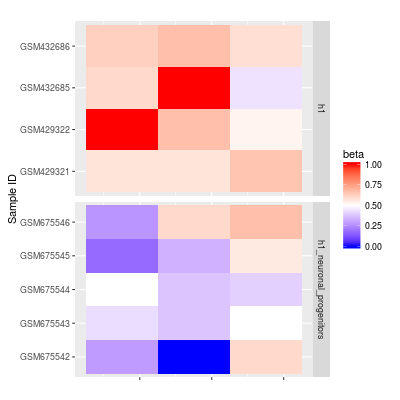 GSM432686
GSM432685
GSM429322
GSM429321
h1
GSM675546
GSM675545
GSM675544
GSM675543
GSM675542
h1_neuronal_progenitors
Sample ID
beta
1.00
0.75
0.50
0.25
0.00